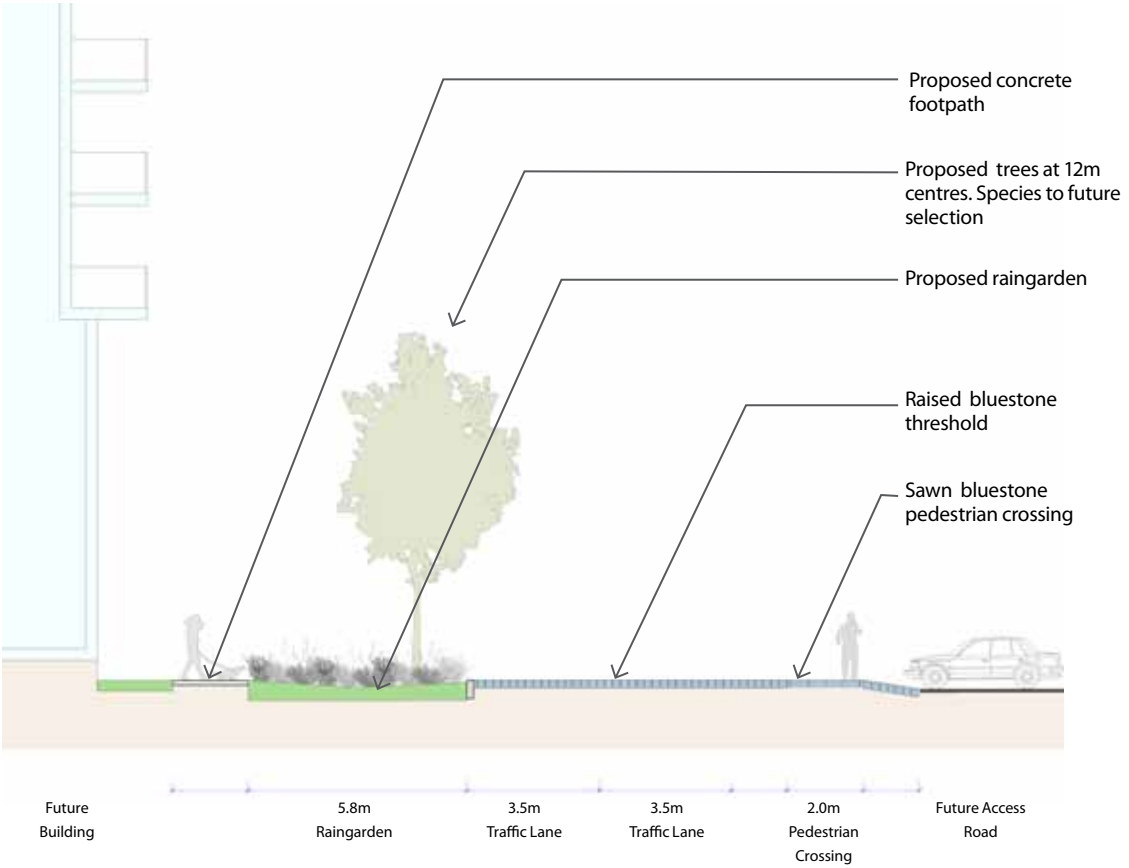 Proposed concrete
footpath
Proposed trees at 12m
centres. Species to future
selection
Proposed raingarden
Raised bluestone
threshold
Sawn bluestone
pedestrian crossing
Future
Building
5.8m
Raingarden
3.5m
Traffic Lane
3.5m
Traffic Lane
2.0m
Pedestrian
Crossing
Future Access
Road